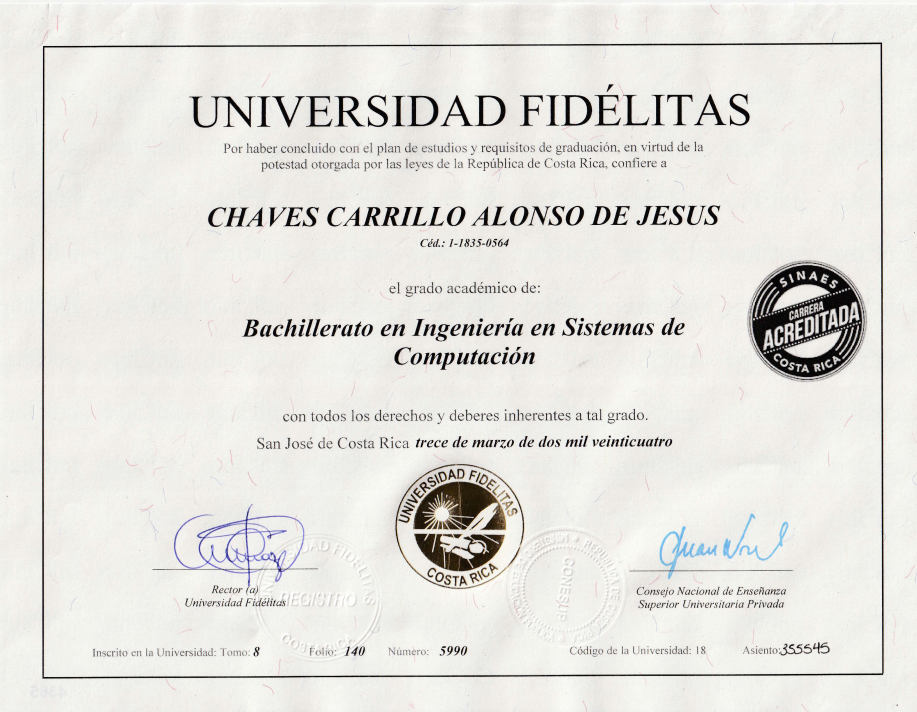 UNIVERSIDAD FIDÉLITAS
Por haber concluido con el plan de estudios y requisitos de graduación, en virtud de la
potestad otorgada por las leyes de la República de Costa Rica, confiere a
CHAVES CARRILLO ALONSO DE JESUS
Céd.: 1-1835-0564
el grado académico de:
Bachillerato en Ingeniería en Sistemas de
Computación
SINAES
CARRERA
ACREDITADA
COSTA RICA
con todos los derechos y deberes inherentes a tal grado.
San José de Costa Rica trece de marzo de dos mil veinticuatro
UNIVERSIDAD FIDELITAS
COSTA RICA
Rector (a)
Universidad Fidélitas
REGISTRO
COSTA RICA
CONESUP
Consejo Nacional de Enseñanza
Superior Universitaria Privada
Inscrito en la Universidad: Tomo: 8 Folio: 140 Número: 5990 Código de la Universidad: 18 Asiento: 355545